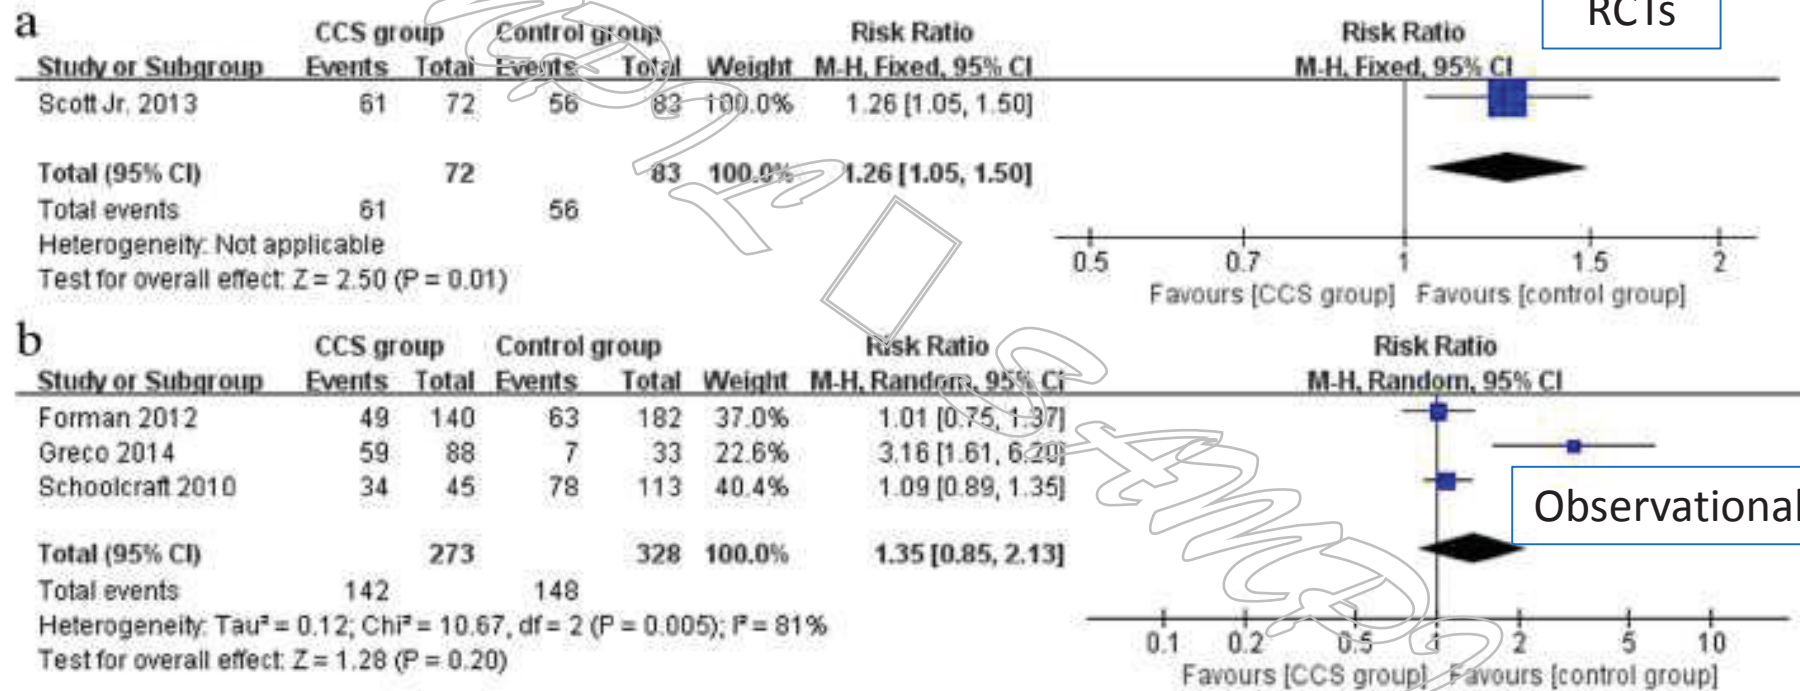 RCTs
a
CCS group Control group Risk Ratio Risk Ratio
Study or Subgroup Events Total Events Total Weight M-H, Fixed, 95% CI M-H, Fixed, 95% CI
Scott Jr. 2013 61 72 56 83 100.0% 1.26 [1.05, 1.50]
Total (95% CI) 72 83 100.0% 1.26 [1.05, 1.50]
Total events 61 56
Heterogeneity: Not applicable
Test for overall effect: Z = 2.50 (P = 0.01)
0.5 0.7 1 1.5 2
Favours [CCS group] Favours [control group]
b
CCS group Control group Risk Ratio Risk Ratio
Study or Subgroup Events Total Events Total Weight M-H, Random, 95% CI M-H, Random, 95% CI
Forman 2012 49 140 63 182 37.0% 1.01 [0.75, 1.37]
Greco 2014 59 88 7 33 22.6% 3.16 [1.61, 6.20]
Schoolcraft 2010 34 45 78 113 40.4% 1.09 [0.89, 1.35]
Observational
Total (95% CI) 273 328 100.0% 1.35 [0.85, 2.13]
Total events 142 148
Heterogeneity: Tau² = 0.12; Chi² = 10.67, df = 2 (P = 0.005); I² = 81%
Test for overall effect: Z = 1.28 (P = 0.20)
0.1 0.2 0.5 1 2 5 10
Favours [CCS group] Favours [control group]